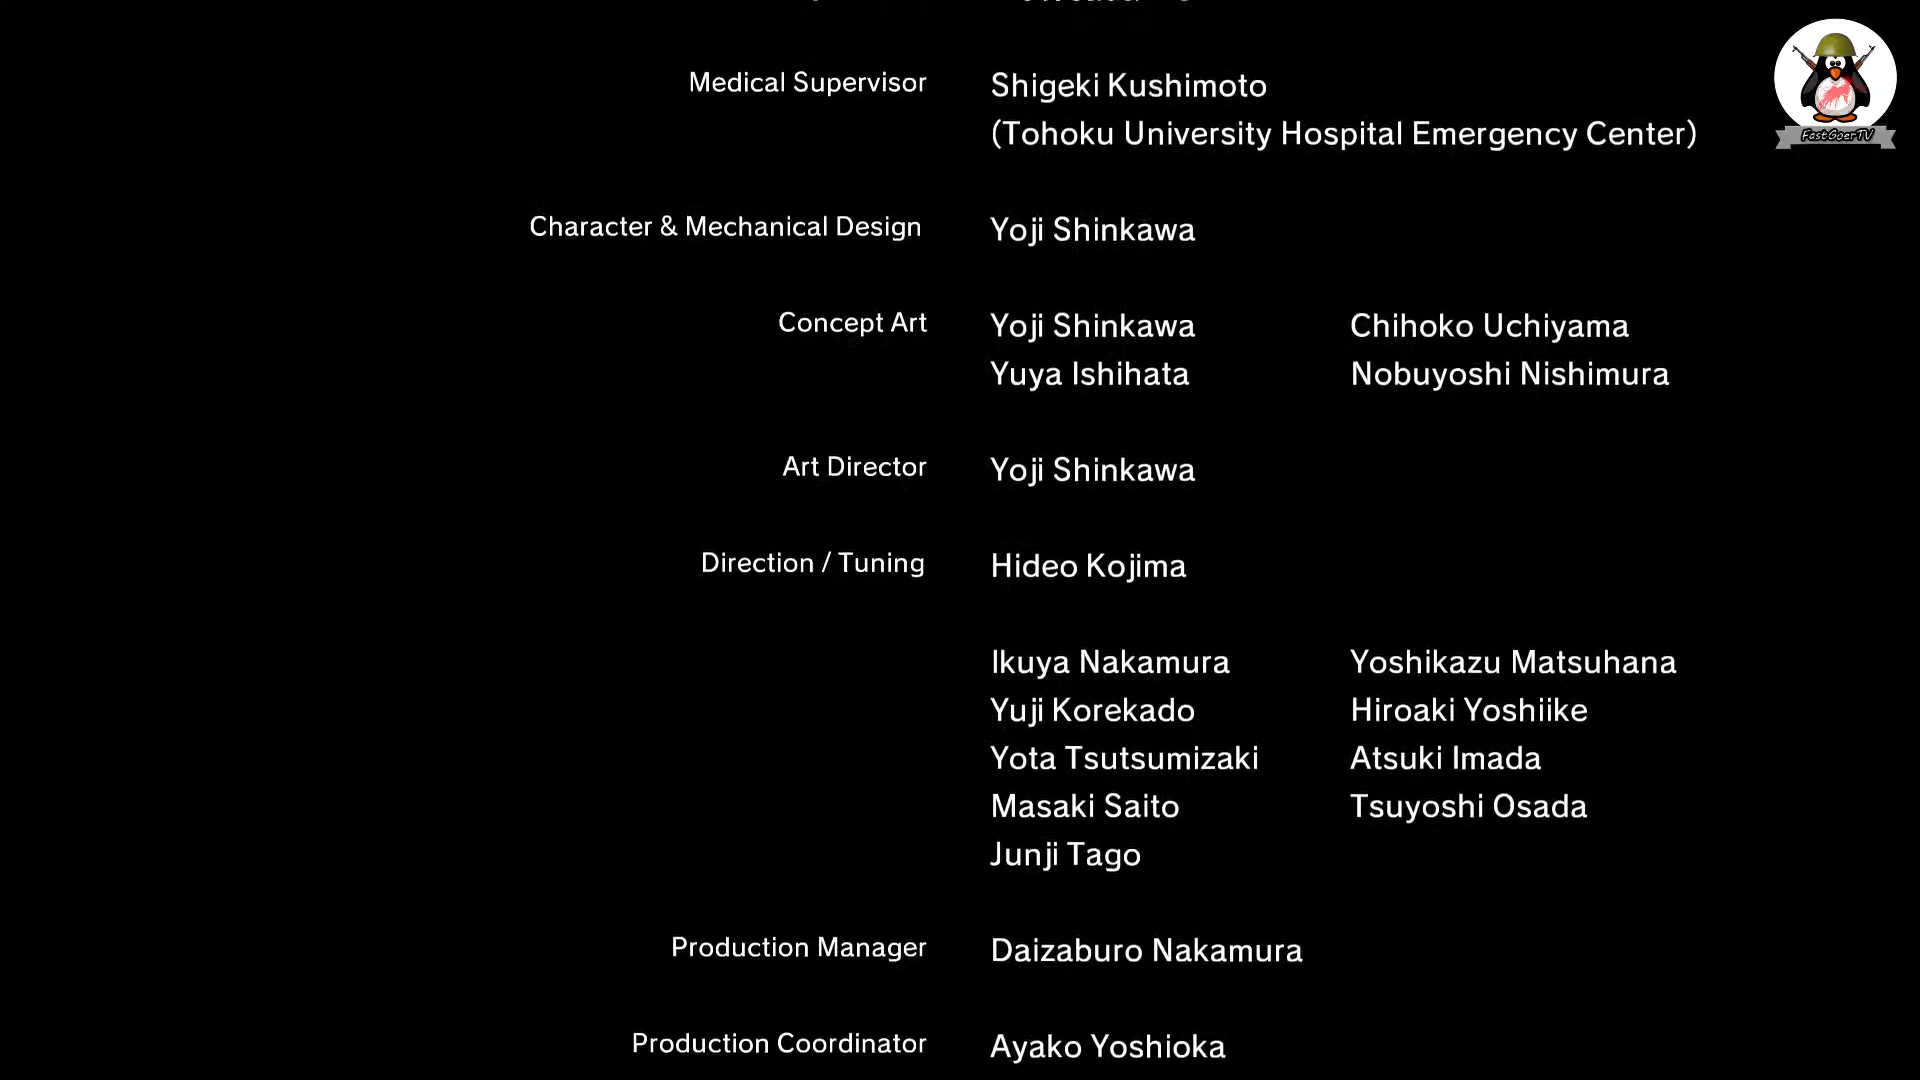 Medical Supervisor Shigeki Kushimoto
(Tohoku University Hospital Emergency Center)
FastGoerTV
Character & Mechanical Design Yoji Shinkawa
Concept Art Yoji Shinkawa Chihoko Uchiyama
Yuya Ishihata Nobuyoshi Nishimura
Art Director Yoji Shinkawa
Direction / Tuning Hideo Kojima
Ikuya Nakamura Yoshikazu Matsuhana
Yuji Korekado Hiroaki Yoshiike
Yota Tsutsumizaki Atsuki Imada
Masaki Saito Tsuyoshi Osada
Junji Tago
Production Manager Daizaburo Nakamura
Production Coordinator Ayako Yoshioka